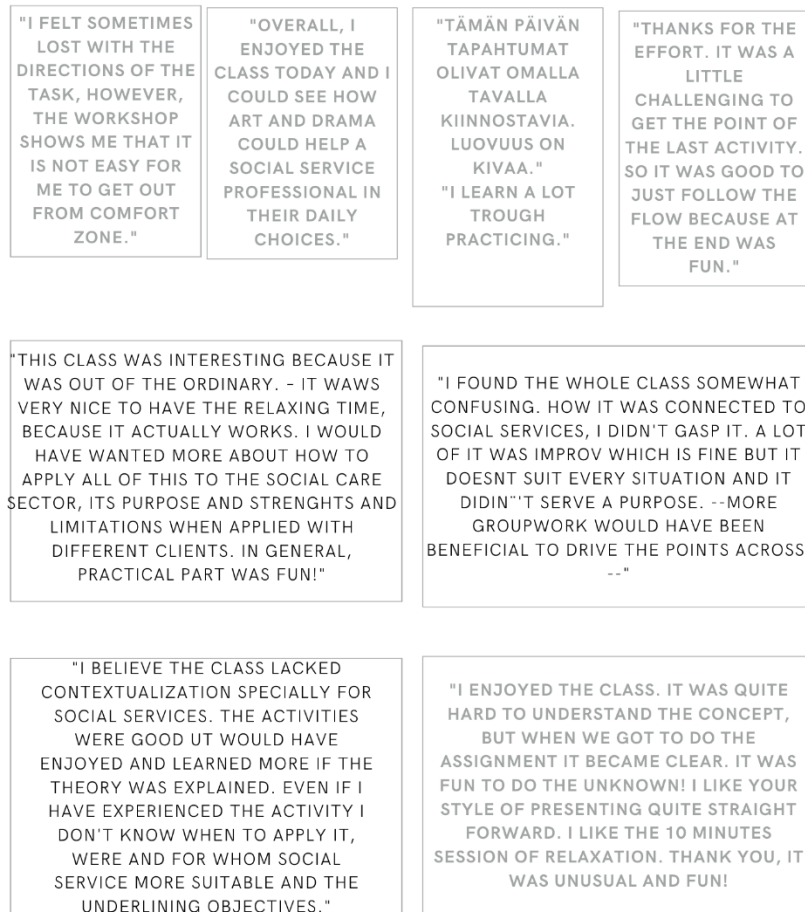 "I FELT SOMETIMES
LOST WITH THE
DIRECTIONS OF THE
TASK, HOWEVER,
THE WORKSHOP
SHOWS ME THAT IT
IS NOT EASY FOR
ME TO GET OUT
FROM COMFORT
ZONE."
"OVERALL, I
ENJOYED THE
CLASS TODAY AND I
COULD SEE HOW
ART AND DRAMA
COULD HELP A
SOCIAL SERVICE
PROFESSIONAL IN
THEIR DAILY
CHOICES."
"TÄMÄN PÄIVÄN
TAPAHTUMAT
OLIVAT OMALLA
TAVALLA
KIINNOSTAVIA.
LUOVUUS ON
KIVAA."
"I LEARN A LOT
TROUGH
PRACTICING."
"THANKS FOR THE
EFFORT. IT WAS A
LITTLE
CHALLENGING TO
GET THE POINT OF
THE LAST ACTIVITY.
SO IT WAS GOOD TO
JUST FOLLOW THE
FLOW BECAUSE AT
THE END WAS
FUN."
"THIS CLASS WAS INTERESTING BECAUSE IT
WAS OUT OF THE ORDINARY. - IT WAWS
VERY NICE TO HAVE THE RELAXING TIME,
BECAUSE IT ACTUALLY WORKS. I WOULD
HAVE WANTED MORE ABOUT HOW TO
APPLY ALL OF THIS TO THE SOCIAL CARE
SECTOR, ITS PURPOSE AND STRENGHTS AND
LIMITATIONS WHEN APPLIED WITH
DIFFERENT CLIENTS. IN GENERAL,
PRACTICAL PART WAS FUN!"
"I FOUND THE WHOLE CLASS SOMEWHAT
CONFUSING. HOW IT WAS CONNECTED TO
SOCIAL SERVICES, I DIDN'T GASP IT. A LOT
OF IT WAS IMPROV WHICH IS FINE BUT IT
DOESNT SUIT EVERY SITUATION AND IT
DIDIN¨'T SERVE A PURPOSE. --MORE
GROUPWORK WOULD HAVE BEEN
BENEFICIAL TO DRIVE THE POINTS ACROSS
--"
"I BELIEVE THE CLASS LACKED
CONTEXTUALIZATION SPECIALLY FOR
SOCIAL SERVICES. THE ACTIVITIES
WERE GOOD UT WOULD HAVE
ENJOYED AND LEARNED MORE IF THE
THEORY WAS EXPLAINED. EVEN IF I
HAVE EXPERIENCED THE ACTIVITY I
DON'T KNOW WHEN TO APPLY IT,
WERE AND FOR WHOM SOCIAL
SERVICE MORE SUITABLE AND THE
UNDERLINING OBJECTIVES."
"I ENJOYED THE CLASS. IT WAS QUITE
HARD TO UNDERSTAND THE CONCEPT,
BUT WHEN WE GOT TO DO THE
ASSIGNMENT IT BECAME CLEAR. IT WAS
FUN TO DO THE UNKNOWN! I LIKE YOUR
STYLE OF PRESENTING QUITE STRAIGHT
FORWARD. I LIKE THE 10 MINUTES
SESSION OF RELAXATION. THANK YOU, IT
WAS UNUSUAL AND FUN!